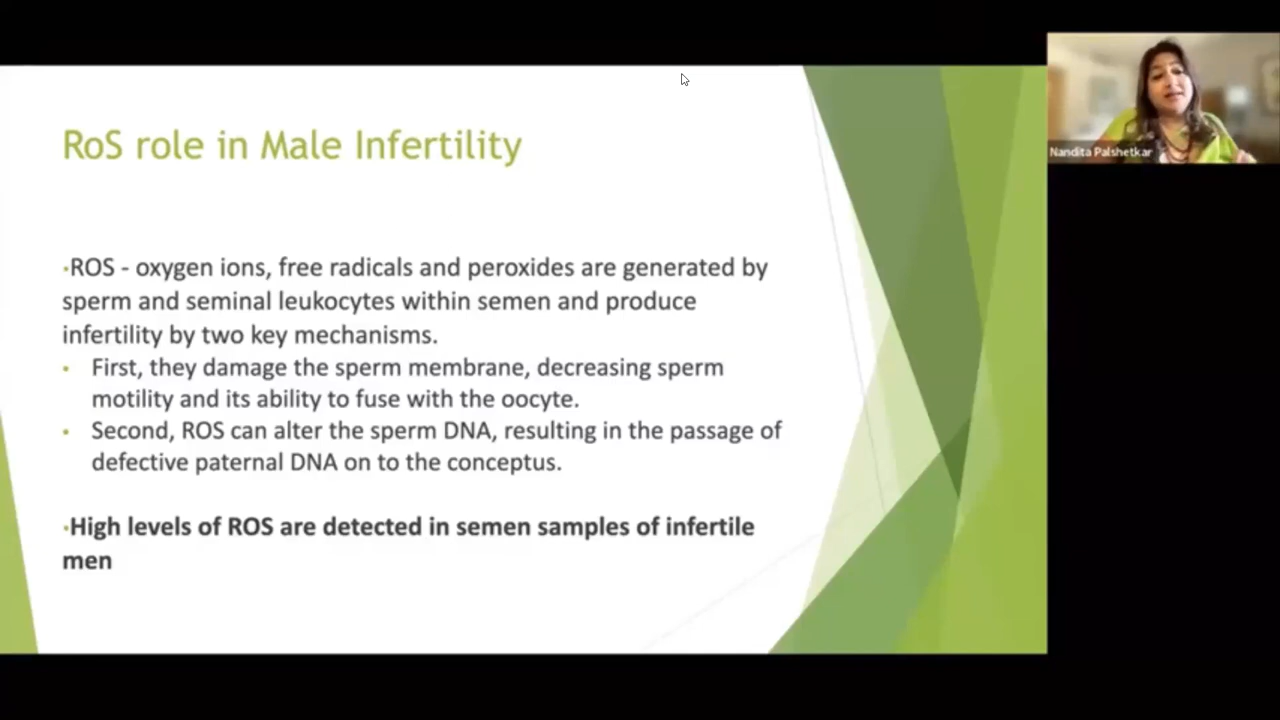 RoS role in Male Infertility
Nandita Palshetkar
·ROS - oxygen ions, free radicals and peroxides are generated by
sperm and seminal leukocytes within semen and produce
infertility by two key mechanisms.
• First, they damage the sperm membrane, decreasing sperm
motility and its ability to fuse with the oocyte.
• Second, ROS can alter the sperm DNA, resulting in the passage of
defective paternal DNA on to the conceptus.
·High levels of ROS are detected in semen samples of infertile
men